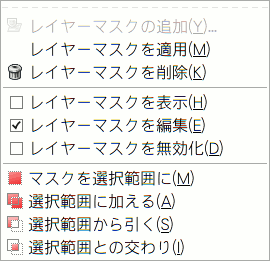 レイヤーマスクの追加(Y)...
レイヤーマスクを適用(M)
レイヤーマスクを削除(K)
レイヤーマスクを表示(H)
レイヤーマスクを編集(E)
レイヤーマスクを無効化(D)
マスクを選択範囲に(M)
選択範囲に加える(A)
選択範囲から引く(S)
選択範囲との交わり(I)